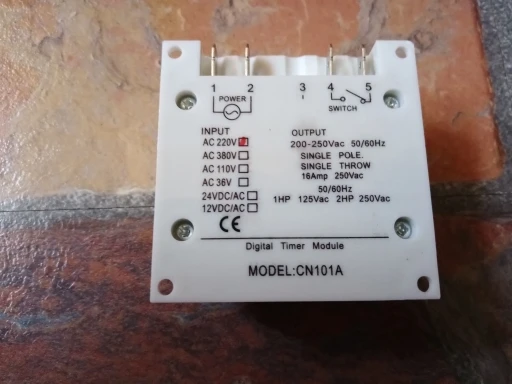 1 2 3 4 5
POWER
SWITCH
INPUT
AC 220V
AC 380V
AC 110V
AC 36V
24VDC/AC
12VDC/AC
CE
OUTPUT
200-250Vac 50/60Hz
SINGLE POLE.
SINGLE THROW
16Amp 250Vac
50/60Hz
1HP 125Vac 2HP 250Vac
Digital Timer Module
MODEL:CN101A